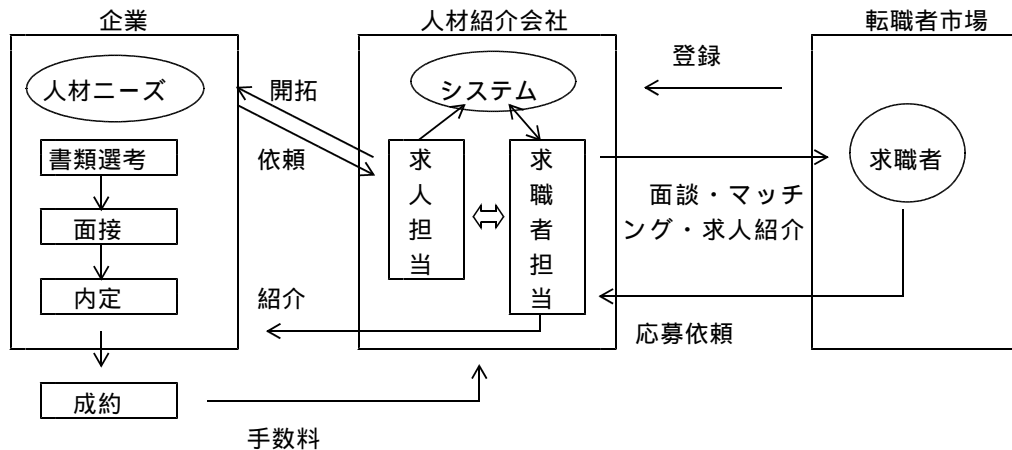 企業
人材紹介会社
転職者市場
人材ニーズ
開拓
システム
登録
書類選考
依頼
求人担当
求職者担当
求職者
面接
面談・マッチ
ング・求人紹介
内定
紹介
応募依頼
成約
手数料